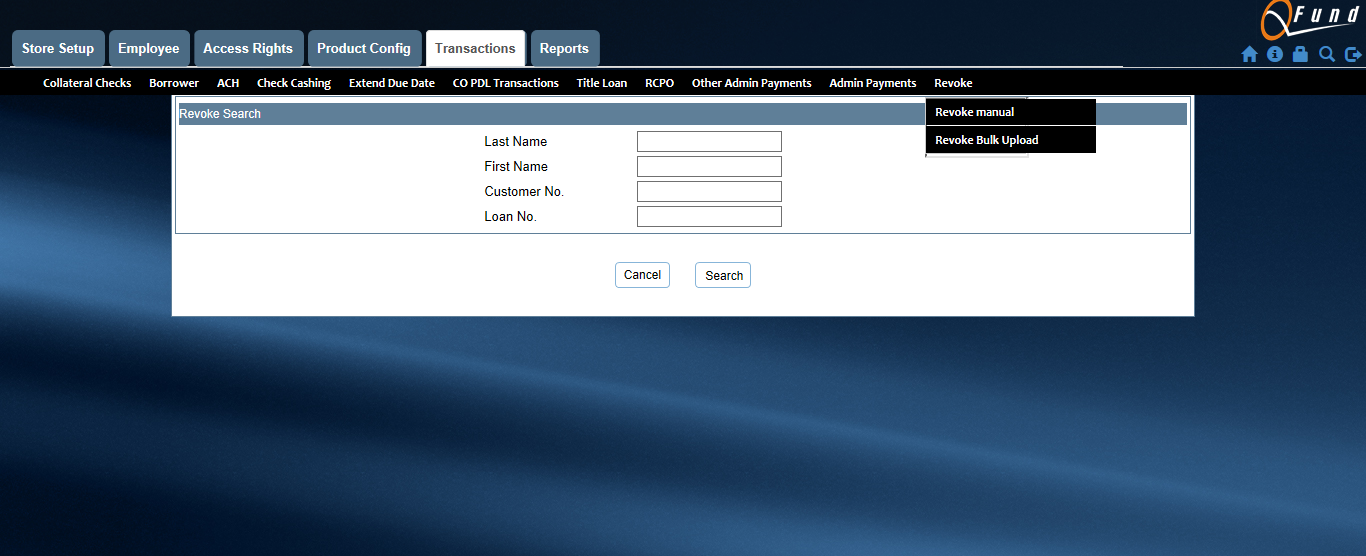 Fund
Store Setup Employee Access Rights Product Config Transactions Reports
Collateral Checks Borrower ACH Check Cashing Extend Due Date CO PDL Transactions Title Loan RCPO Other Admin Payments Admin Payments Revoke
Revoke Search
Revoke manual
Revoke Bulk Upload
Last Name
First Name
Customer No.
Loan No.
Cancel Search